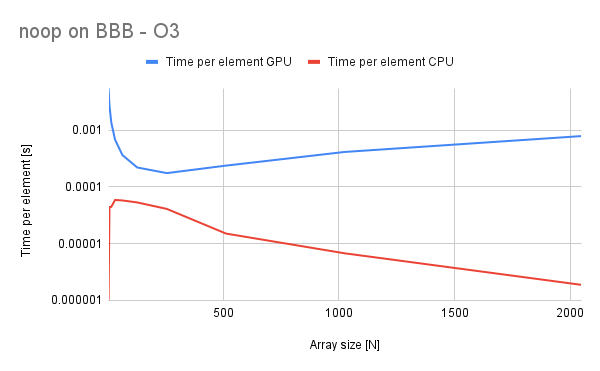 noop on BBB - O3
Time per element GPU
Time per element CPU
Time per element [s]
0.001
0.0001
0.00001
0.000001
500
1000
1500
2000
Array size [N]